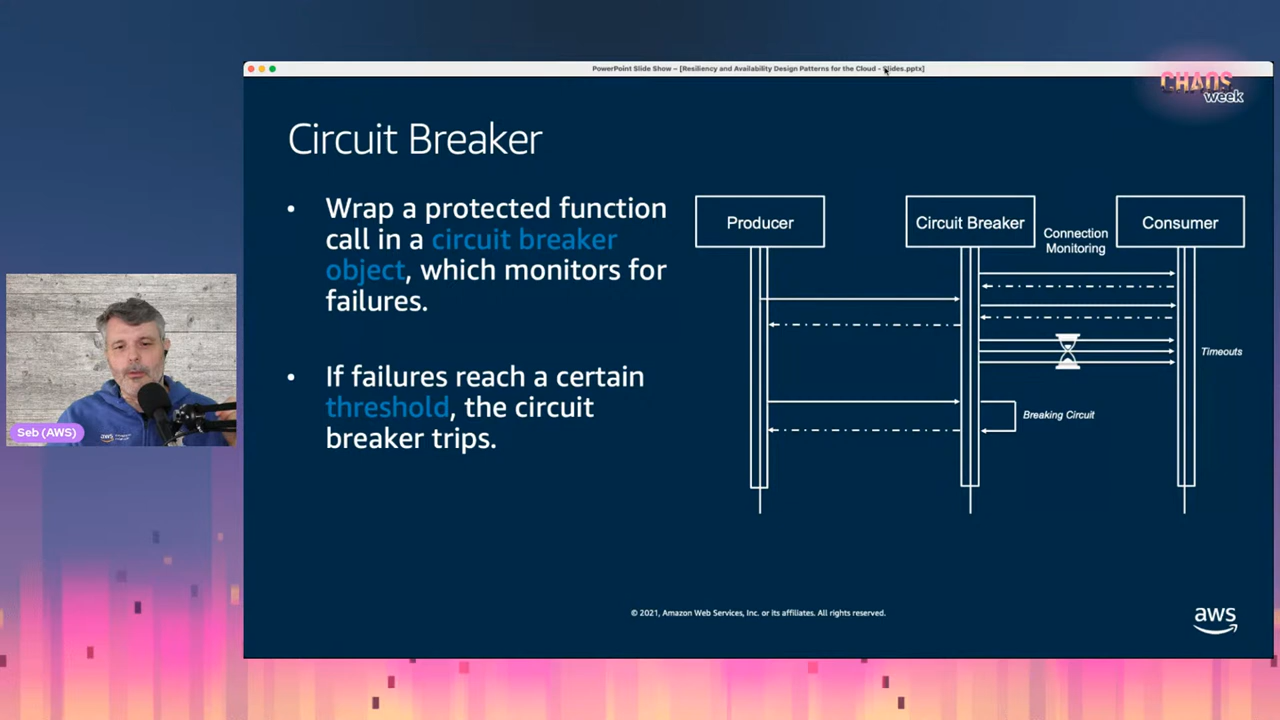 PowerPoint Slide Show – [Resiliency and Availability Design Patterns for the Cloud - Slides.pptx]
CHAOS
week
Circuit Breaker
• Wrap a protected function
call in a circuit breaker
object, which monitors for
failures.
• If failures reach a certain
threshold, the circuit
breaker trips.
Producer
Circuit Breaker
Connection
Monitoring
Consumer
Timeouts
Breaking Circuit
aws
Seb (AWS)
© 2021, Amazon Web Services, Inc. or its affiliates. All rights reserved.
aws